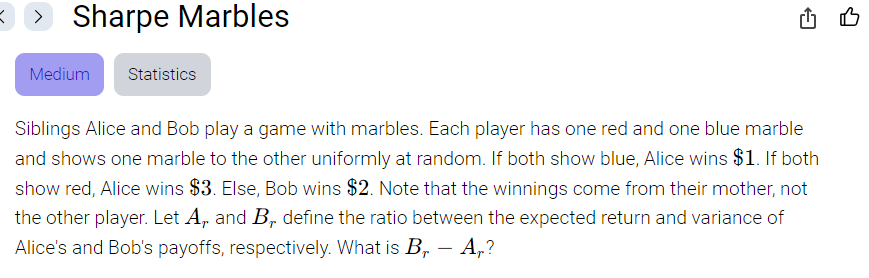 Sharpe Marbles
Medium
Statistics
Siblings Alice and Bob play a game with marbles. Each player has one red and one blue marble
and shows one marble to the other uniformly at random. If both show blue, Alice wins $1. If both
show red, Alice wins $3. Else, Bob wins $2. Note that the winnings come from their mother, not
the other player. Let Aᵣ and Bᵣ define the ratio between the expected return and variance of
Alice's and Bob's payoffs, respectively. What is Bᵣ − Aᵣ?